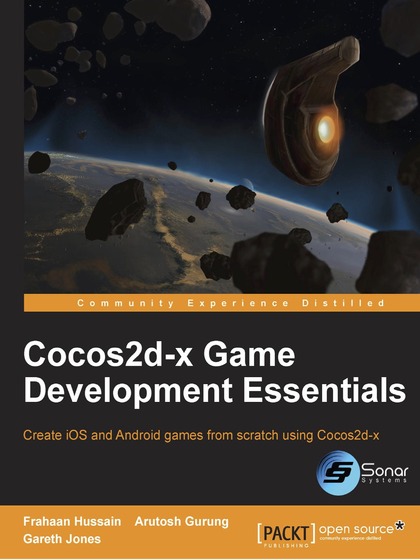 Community Experience Distilled
Cocos2d-x Game
Development Essentials
Create iOS and Android games from scratch using Cocos2d-x
Sonar
Systems
Frahaan Hussain Arutosh Gurung
Gareth Jones
[PACKT]
PUBLISHING
open source*
community experience distilled